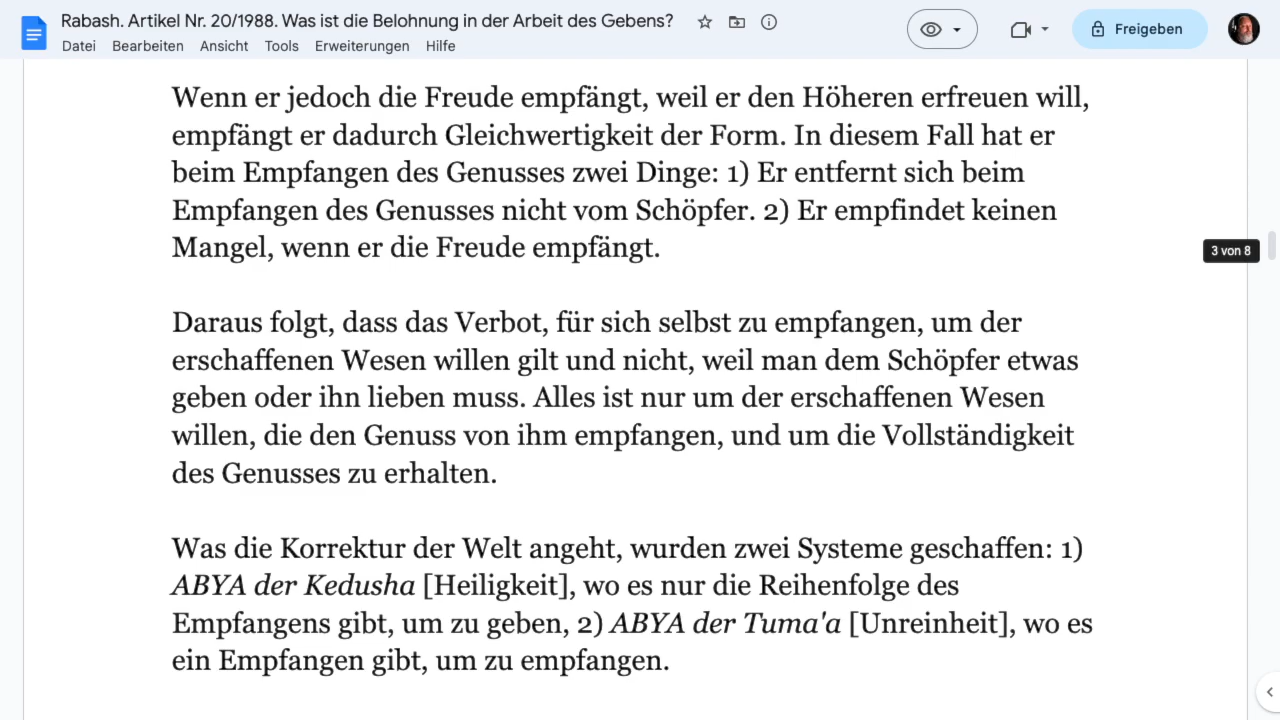 Rabash. Artikel Nr. 20/1988. Was ist die Belohnung in der Arbeit des Gebens?
Datei Bearbeiten Ansicht Tools Erweiterungen Hilfe
Freigeben
Wenn er jedoch die Freude empfängt, weil er den Höheren erfreuen will,
empfängt er dadurch Gleichwertigkeit der Form. In diesem Fall hat er
beim Empfangen des Genusses zwei Dinge: 1) Er entfernt sich beim
Empfangen des Genusses nicht vom Schöpfer. 2) Er empfindet keinen
Mangel, wenn er die Freude empfängt.
3 von 8
Daraus folgt, dass das Verbot, für sich selbst zu empfangen, um der
erschaffenen Wesen willen gilt und nicht, weil man dem Schöpfer etwas
geben oder ihn lieben muss. Alles ist nur um der erschaffenen Wesen
willen, die den Genuss von ihm empfangen, und um die Vollständigkeit
des Genusses zu erhalten.
Was die Korrektur der Welt angeht, wurden zwei Systeme geschaffen: 1)
ABYA der Kedusha [Heiligkeit], wo es nur die Reihenfolge des
Empfangens gibt, um zu geben, 2) ABYA der Tuma'a [Unreinheit], wo es
ein Empfangen gibt, um zu empfangen.